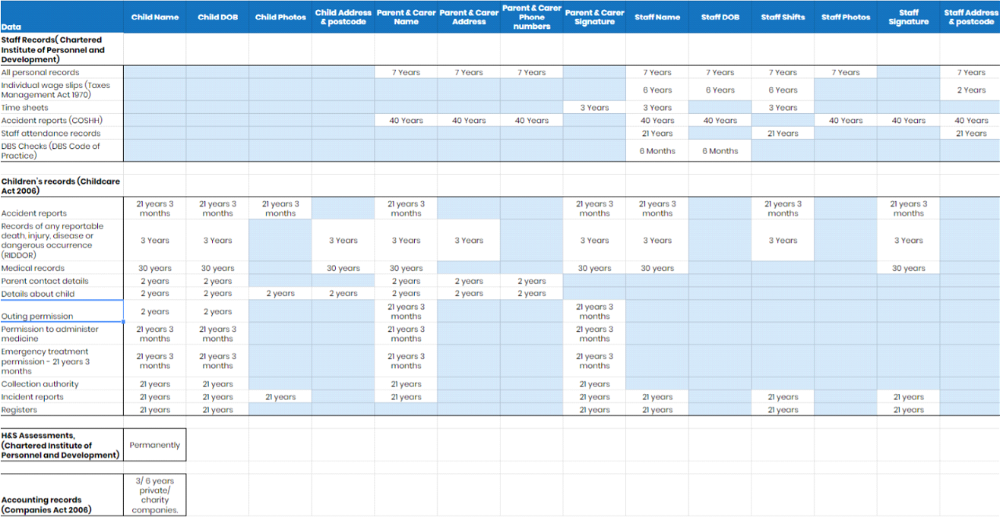 Data Child Name Child DOB Child Photos Child Address & postcode Parent & Carer Name Parent & Carer Address Parent & Carer Phone numbers Parent & Carer Signature Staff Name Staff DOB Staff Shifts Staff Photos Staff Signature Staff Address & postcode
Staff Records( Chartered
Institute of Personnel and
Development)
All personal records 7 Years 7 Years 7 Years 7 Years 7 Years 7 Years 7 Years 7 Years
Individual wage slips (Taxes
Management Act 1970) 6 Years 6 Years 6 Years 2 Years
Time sheets 3 Years 3 Years 3 Years
Accident reports (COSHH) 40 Years 40 Years 40 Years 40 Years 40 Years 40 Years 40 Years 40 Years
Staff attendance records 21 Years 21 Years 21 Years
DBS Checks (DBS Code of
Practice) 6 Months 6 Months
Children's records (Childcare
Act 2006)
Accident reports 21 years 3 months 21 years 3 months 21 years 3 months 21 years 3 months 21 years 3 months 21 years 3 months 21 years 3 months 21 years 3 months
Records of any reportable
death, injury, disease or
dangerous occurrence
(RIDDOR) 3 Years 3 Years 3 Years 3 Years 3 Years 3 Years 3 Years 3 Years 3 Years
Medical records 30 years 30 years 30 years 30 years 30 years 30 years 30 years
Parent contact details 2 years 2 years 2 years 2 years 2 years
Details about child 2 years 2 years 2 years 2 years 2 years 2 years 2 years
Outing permission 2 years 2 years 21 years 3 months 21 years 3 months
Permission to administer
medicine 21 years 3 months 21 years 3 months 21 years 3 months 21 years 3 months
Emergency treatment
permission - 21 years 3
months 21 years 3 months 21 years 3 months 21 years 3 months 21 years 3 months
Collection authority 21 years 21 years 21 years 21 years
Incident reports 21 years 21 years 21 years 21 years 21 years 21 years 21 years 21 years
Registers 21 years 21 years 21 years 21 years 21 years 21 years
H&S Assessments,
(Chartered Institute of
Personnel and Development) Permanently
Accounting records
(Companies Act 2006) 3/ 6 years private/ charity companies.